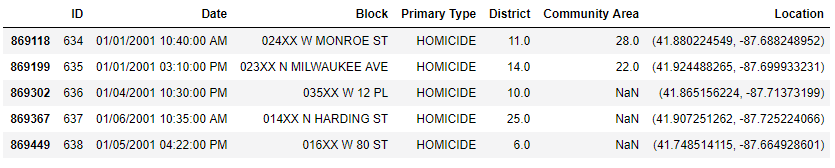 ID Date Block Primary Type District Community Area Location
869118 634 01/01/2001 10:40:00 AM 024XX W MONROE ST HOMICIDE 11.0 28.0 (41.880224549, -87.688248952)
869199 635 01/01/2001 03:10:00 PM 023XX N MILWAUKEE AVE HOMICIDE 14.0 22.0 (41.924488265, -87.699933231)
869302 636 01/04/2001 10:30:00 PM 035XX W 12 PL HOMICIDE 10.0 NaN (41.865156224, -87.71373199)
869367 637 01/06/2001 10:35:00 AM 014XX N HARDING ST HOMICIDE 25.0 NaN (41.907251262, -87.725224066)
869449 638 01/05/2001 04:22:00 PM 016XX W 80 ST HOMICIDE 6.0 NaN (41.748514115, -87.664928601)